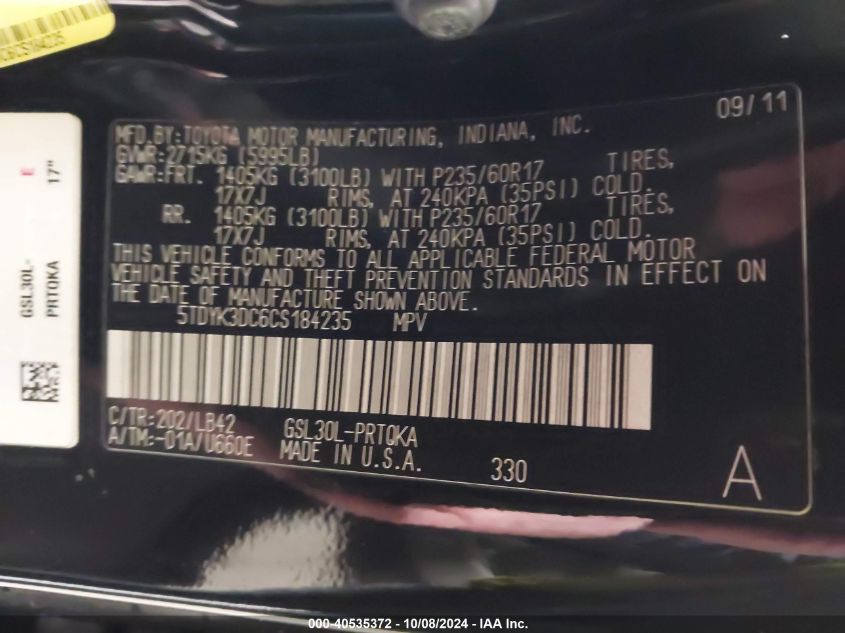 C6CS184235
09/11
MFD.BY:TOYOTA MOTOR MANUFACTURING, INDIANA, INC.
GVWR:2715KG (5995LB)
GAWR:FRT. 1405KG (3100LB) WITH P235/60R17 TIRES,
17X7J RIMS, AT 240KPA (35PSI) COLD.
RR. 1405KG (3100LB) WITH P235/60R17 TIRES,
17X7J RIMS, AT 240KPA (35PSI) COLD.
THIS VEHICLE CONFORMS TO ALL APPLICABLE FEDERAL MOTOR
VEHICLE SAFETY AND THEFT PREVENTION STANDARDS IN EFFECT ON
THE DATE OF MANUFACTURE SHOWN ABOVE.
5TDYK3DC6CS184235 MPV
C/TR:202/LB42 GSL30L-PRTQKA
A/TM:-01A/U660E MADE IN U.S.A.
330
A
GSL30L-
PRTQKA
E
17"
000-40535372 - 10/08/2024 - IAA Inc.